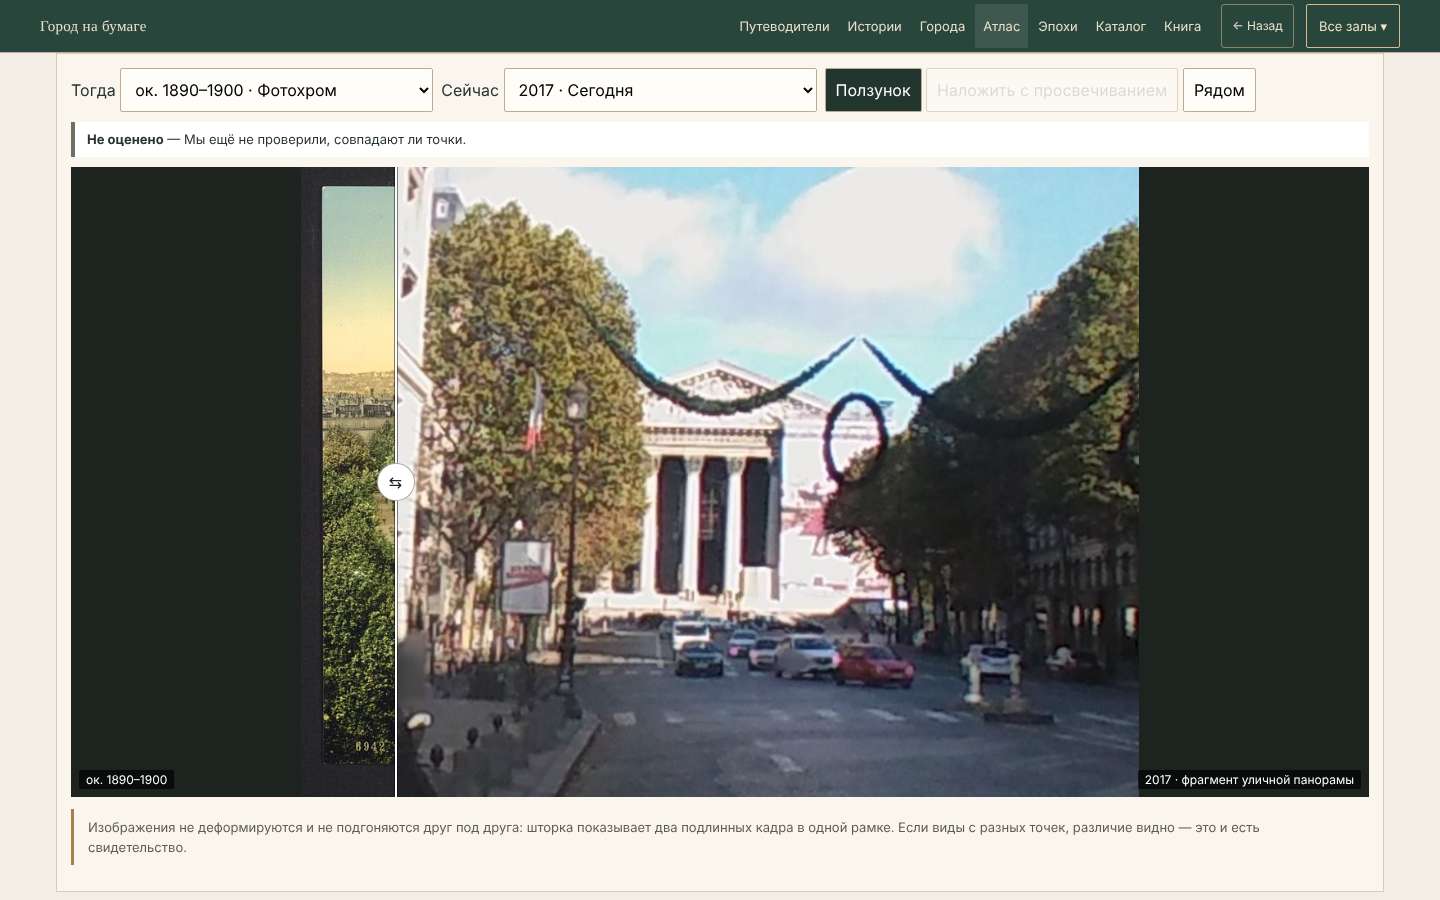 Город на бумаге
Путеводители
Истории
Города
Атлас
Эпохи
Каталог
Книга
← Назад
Все залы ▾
Тогда
ок. 1890–1900 · Фотохром
Сейчас
2017 · Сегодня
Ползунок
Наложить с просвечиванием
Рядом
Не оценено — Мы ещё не проверили, совпадают ли точки.
6942
ок. 1890–1900
2017 · фрагмент уличной панорамы
Изображения не деформируются и не подгоняются друг под друга: шторка показывает два подлинных кадра в одной рамке. Если виды с разных точек, различие видно — это и есть
свидетельство.